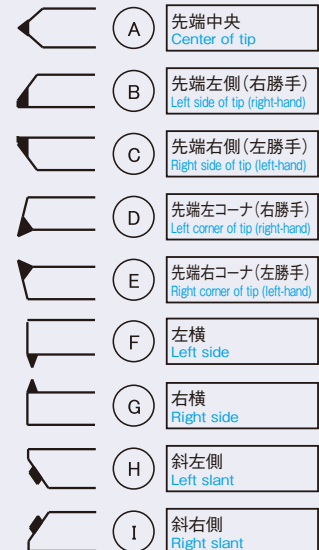 A
先端中央
Center of tip
B
先端左側(右勝手)
Left side of tip (right-hand)
C
先端右側(左勝手)
Right side of tip (left-hand)
D
先端左コーナ(右勝手)
Left corner of tip (right-hand)
E
先端右コーナ(左勝手)
Right corner of tip (left-hand)
F
左横
Left side
G
右横
Right side
H
斜左側
Left slant
I
斜右側
Right slant